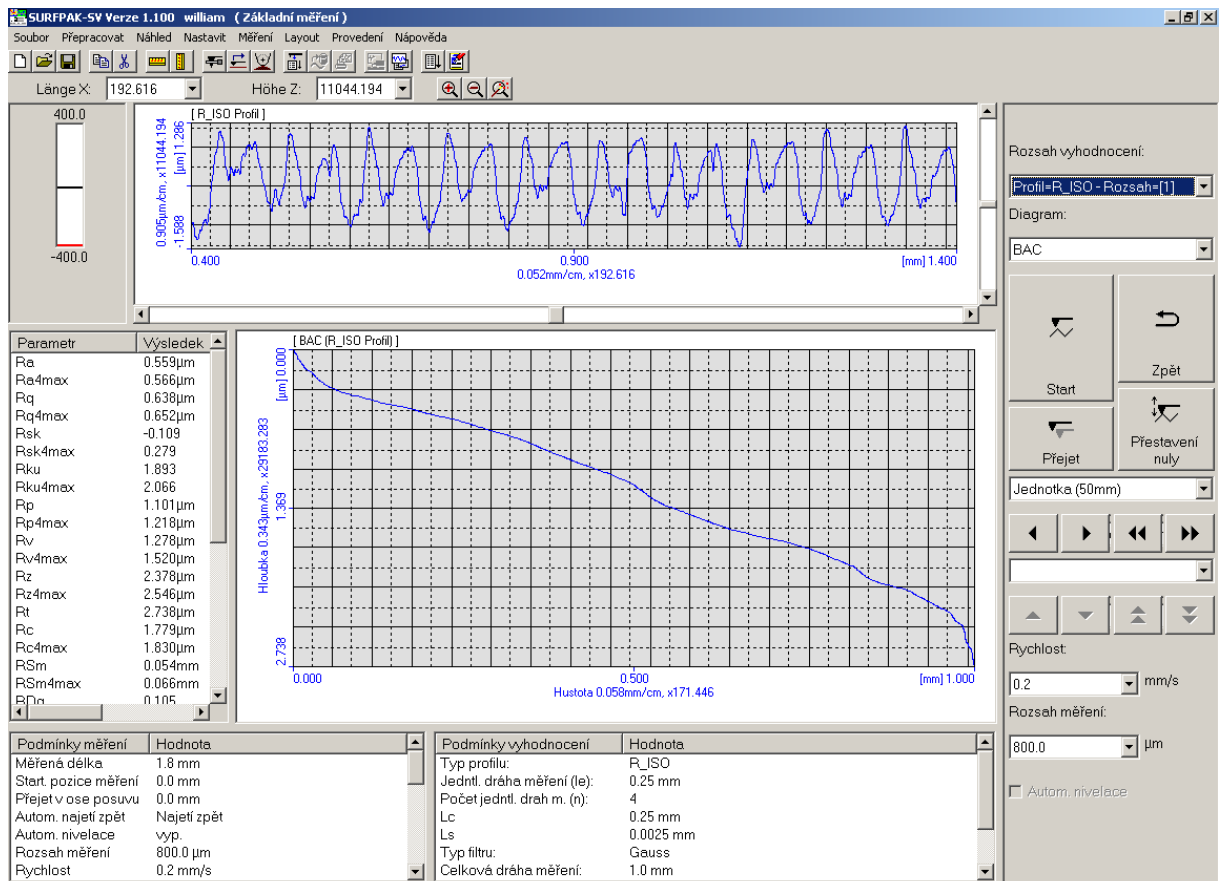 SURFPAK-SV Verze 1.100 william ( Základní měření )
Soubor Přepracovat Náhled Nastavit Měření Layout Provedení Nápověda
Länge X: 192.616 Höhe Z: 11044.194
400.0
-400.0
[ R_ISO Profil ]
0.905µm/cm, x11044.194
[µm] 1.286
-1.588
0.400 0.900 [mm] 1.400
0.052mm/cm, x192.616
Parametr Výsledek
Ra 0.559µm
Ra4max 0.566µm
Rq 0.638µm
Rq4max 0.652µm
Rsk -0.109
Rsk4max 0.279
Rku 1.893
Rku4max 2.066
Rp 1.101µm
Rp4max 1.218µm
Rv 1.278µm
Rv4max 1.520µm
Rz 2.378µm
Rz4max 2.546µm
Rt 2.738µm
Rc 1.779µm
Rc4max 1.830µm
RSm 0.054mm
RSm4max 0.066mm
RDq 0.105
[ BAC (R_ISO Profil) ]
[µm] 0.000
Hloubka 0.343µm/cm, x29183.283
1.369
2.738
0.000 0.500 [mm] 1.000
Hustota 0.058mm/cm, x171.446
Rozsah vyhodnocení:
Profil=R_ISO - Rozsah=[1]
Diagram:
BAC
Start
Zpět
Přejet
Přestavení
nuly
Jednotka (50mm)
Rychlost:
0.2 mm/s
Rozsah měření:
800.0 µm
Autom. nivelace
Podmínky měření Hodnota
Měřená délka 1.8 mm
Start. pozice měření 0.0 mm
Přejet v ose posuvu 0.0 mm
Autom. najetí zpět Najetí zpět
Autom. nivelace vyp.
Rozsah měření 800.0 µm
Rychlost 0.2 mm/s
Podmínky vyhodnocení Hodnota
Typ profilu: R_ISO
Jedntl. dráha měření (le): 0.25 mm
Počet jedntl. drah m. (n): 4
Lc 0.25 mm
Ls 0.0025 mm
Typ filtru: Gauss
Celková dráha měření: 1.0 mm